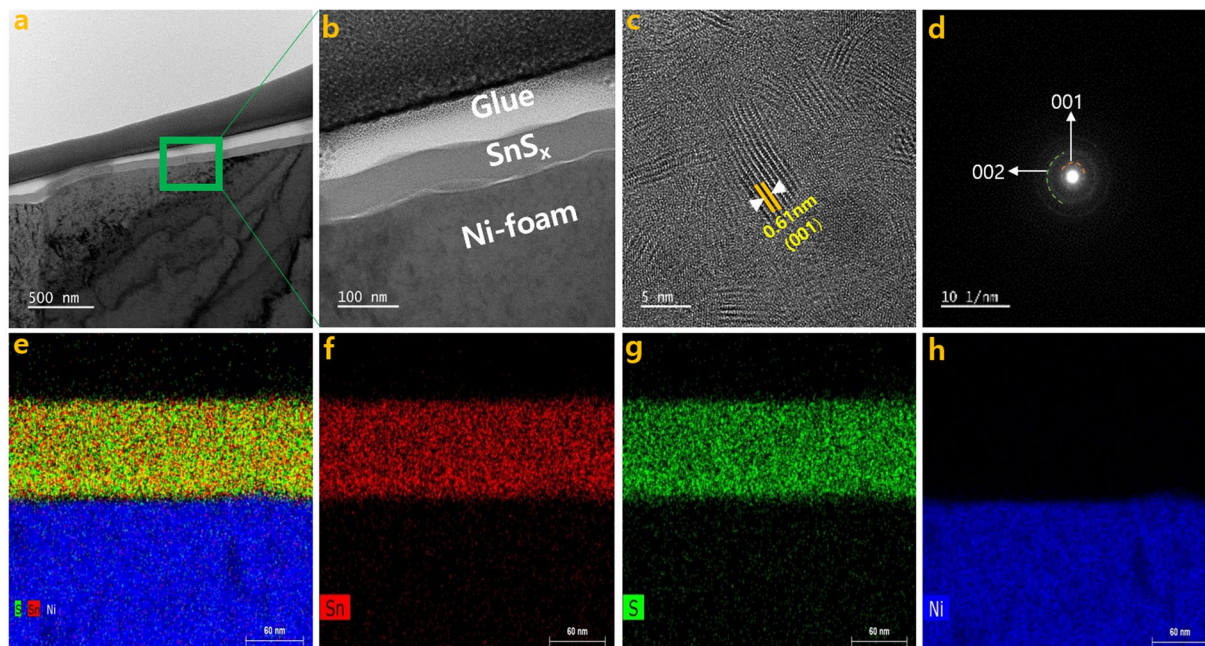 a
500 nm
b
Glue
SnSₓ
Ni-foam
100 nm
c
0.61nm
(001)
5 nm
d
001
002
10 1/nm
e
S Sn Ni
60 nm
f
Sn
60 nm
g
S
60 nm
h
Ni
60 nm